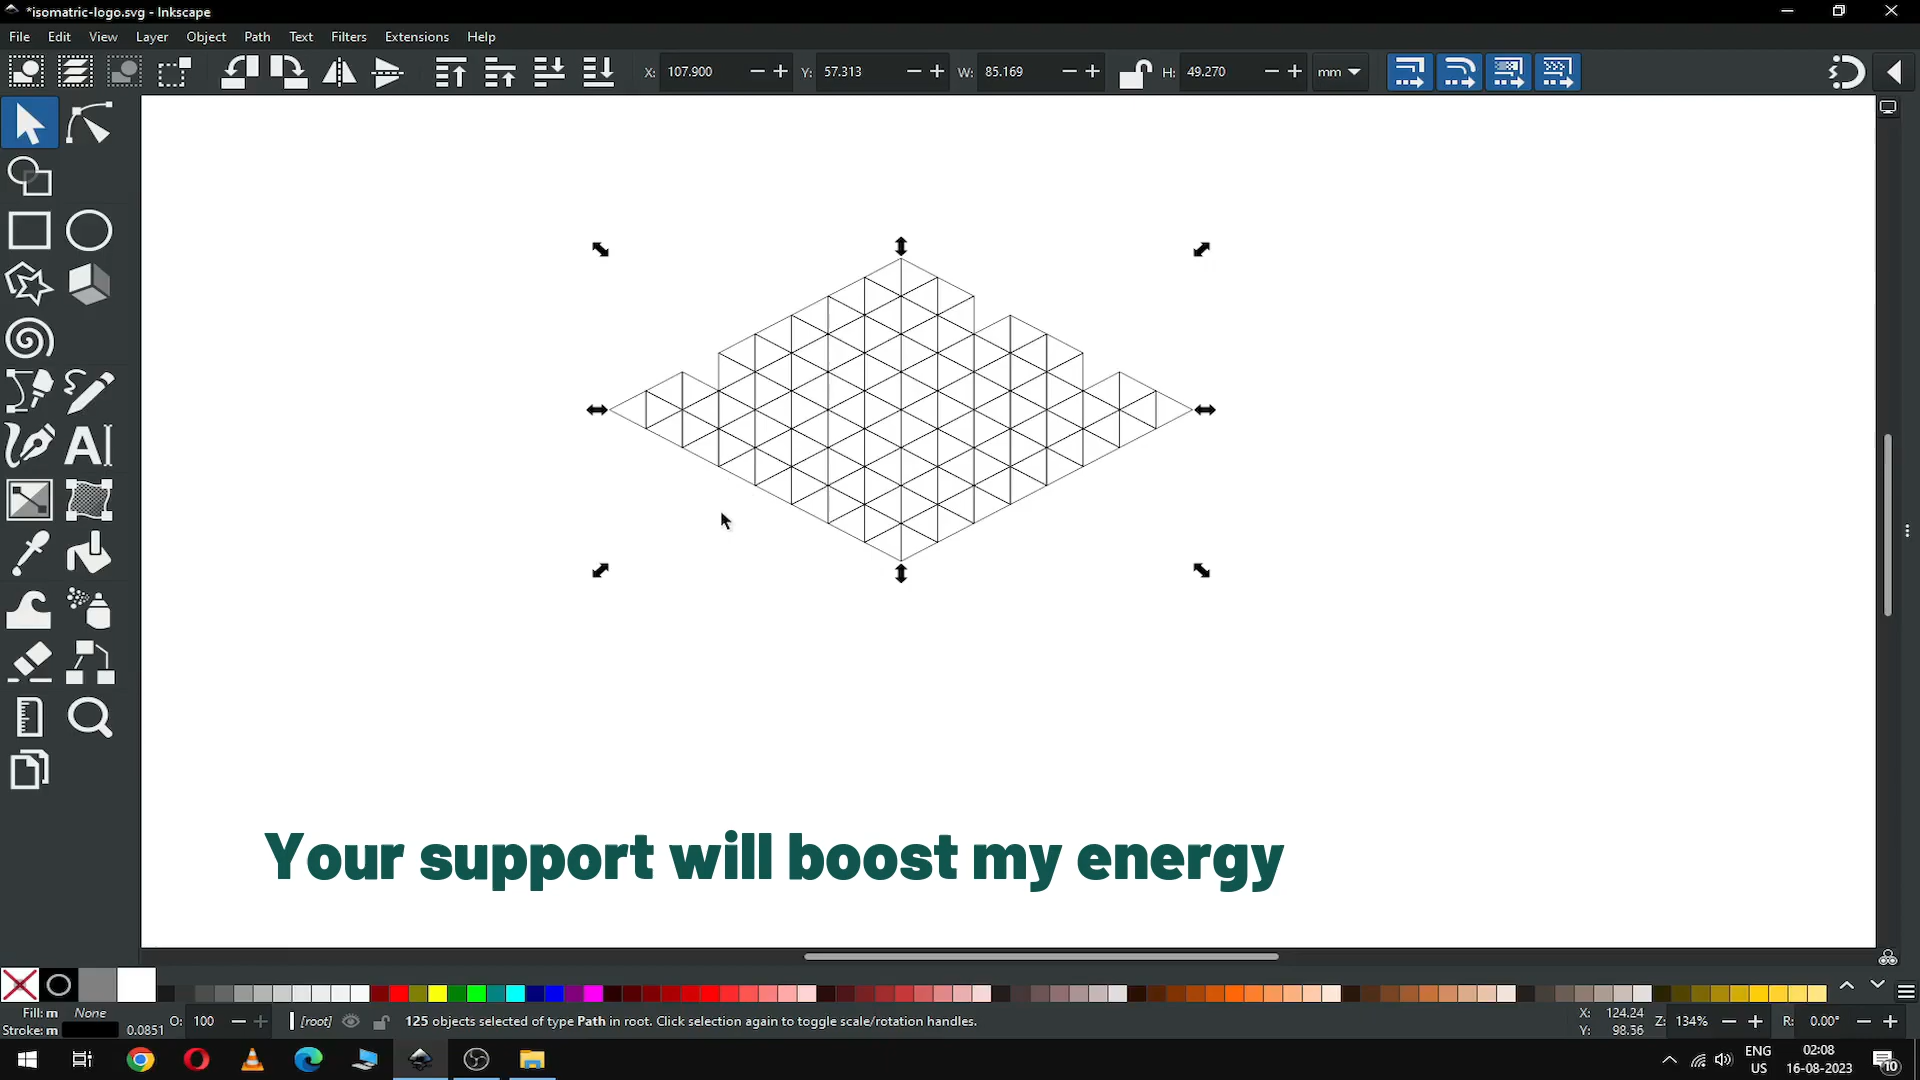 *isomatric-logo.svg - Inkscape
File Edit View Layer Object Path Text Filters Extensions Help
X: 107.900 Y: 57.313 W: 85.169 H: 49.270 mm
Your support will boost my energy
Fill: m None
Stroke: m 0.0851 O: 100 [root] 125 objects selected of type Path in root. Click selection again to toggle scale/rotation handles.
X: 124.24
Y: 98.56 Z: 134% R: 0.00°
ENG 02:08
US 16-08-2023 10